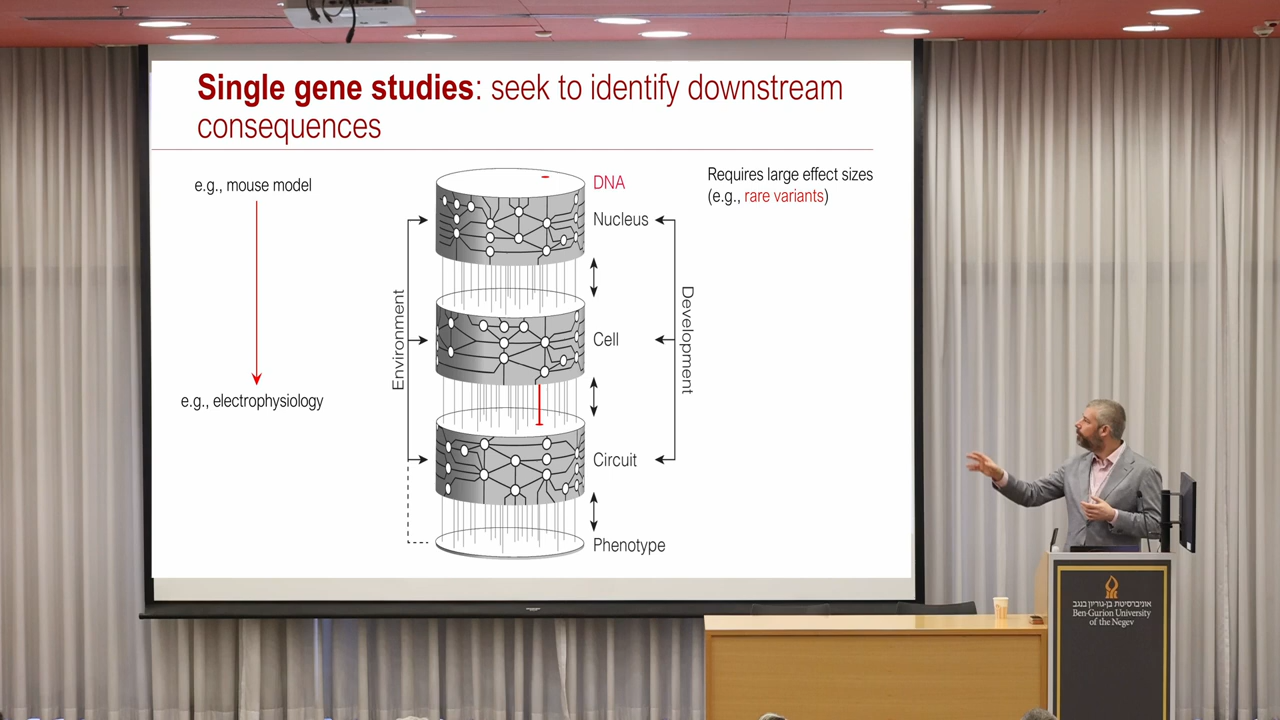 Single gene studies: seek to identify downstream
consequences
e.g., mouse model
e.g., electrophysiology
Environment
DNA
Nucleus
Cell
Circuit
Phenotype
Development
Requires large effect sizes
(e.g., rare variants)
אוניברסיטת בן-גוריון בנגב
Ben-Gurion University
of the Negev